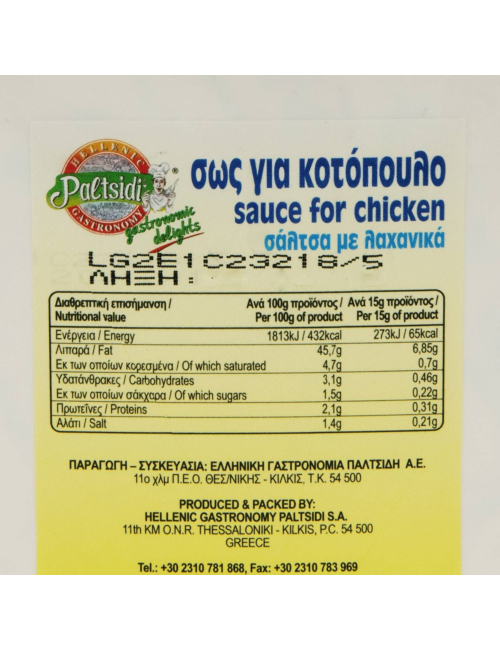 HELLENIC
Paltsidi
GASTRONOMY
®
gastronomic
delights
σως για κοτόπουλο
sauce for chicken
σάλτσα με λαχανικά
LG2E1C23218/5
ΛΗΞΗ:
Διαθρεπτική επισήμανση / Ανά 100g προϊόντος / Ανά 15g προϊόντος /
Nutritional value Per 100g of product Per 15g of product
Ενέργεια / Energy 1813kJ / 432kcal 273kJ / 65kcal
Λιπαρά / Fat 45,7g 6,85g
Εκ των οποίων κορεσμένα / Of which saturated 4,7g 0,7g
Υδατάνθρακες / Carbohydrates 3,1g 0,46g
Εκ των οποίων σάκχαρα / Of which sugars 1,5g 0,22g
Πρωτεΐνες / Proteins 2,1g 0,31g
Αλάτι / Salt 1,4g 0,21g
ΠΑΡΑΓΩΓΗ – ΣΥΣΚΕΥΑΣΙΑ: ΕΛΛΗΝΙΚΗ ΓΑΣΤΡΟΝΟΜΙΑ ΠΑΛΤΣΙΔΗ Α.Ε.
11ο χλμ Π.Ε.Ο. ΘΕΣ/ΝΙΚΗΣ - ΚΙΛΚΙΣ, Τ.Κ. 54 500
PRODUCED & PACKED BY:
HELLENIC GASTRONOMY PALTSIDI S.A.
11th KM O.N.R. THESSALONIKI - KILKIS, P.C. 54 500
GREECE
Tel.: +30 2310 781 868, Fax: +30 2310 783 969